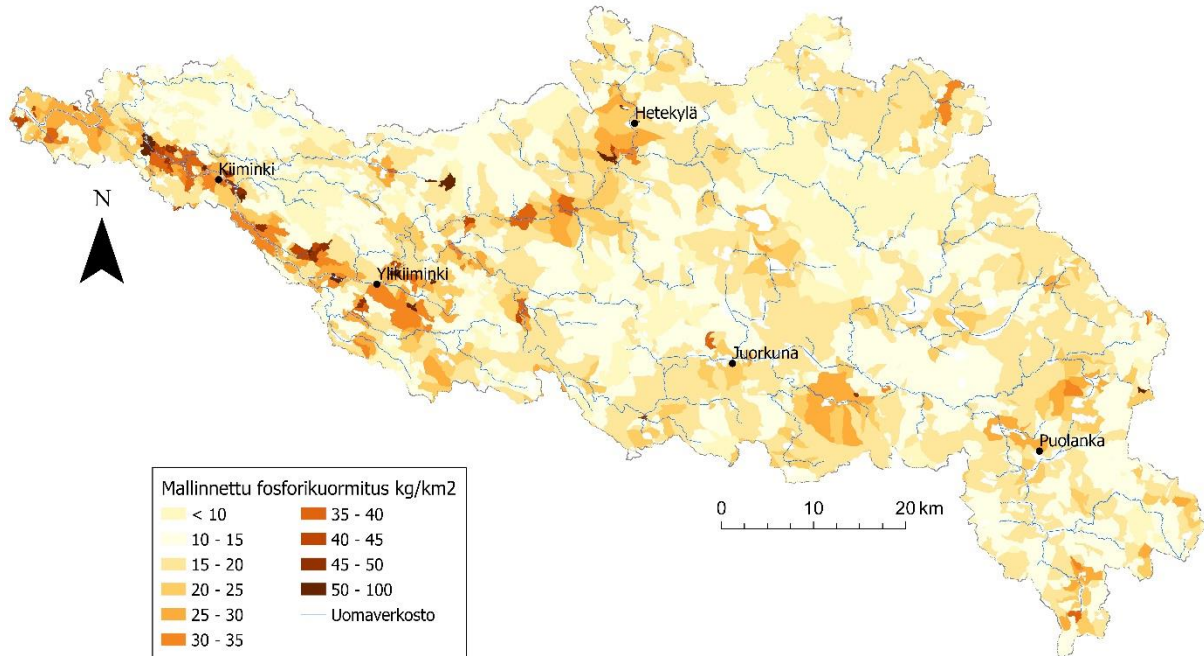 Hetekylä
Kiiminki
N
Ylikiiminki
Juorkuna
Puolanka
0 10 20 km
Mallinnettu fosforikuormitus kg/km2
< 10
10 - 15
15 - 20
20 - 25
25 - 30
30 - 35
35 - 40
40 - 45
45 - 50
50 - 100
Uomaverkosto